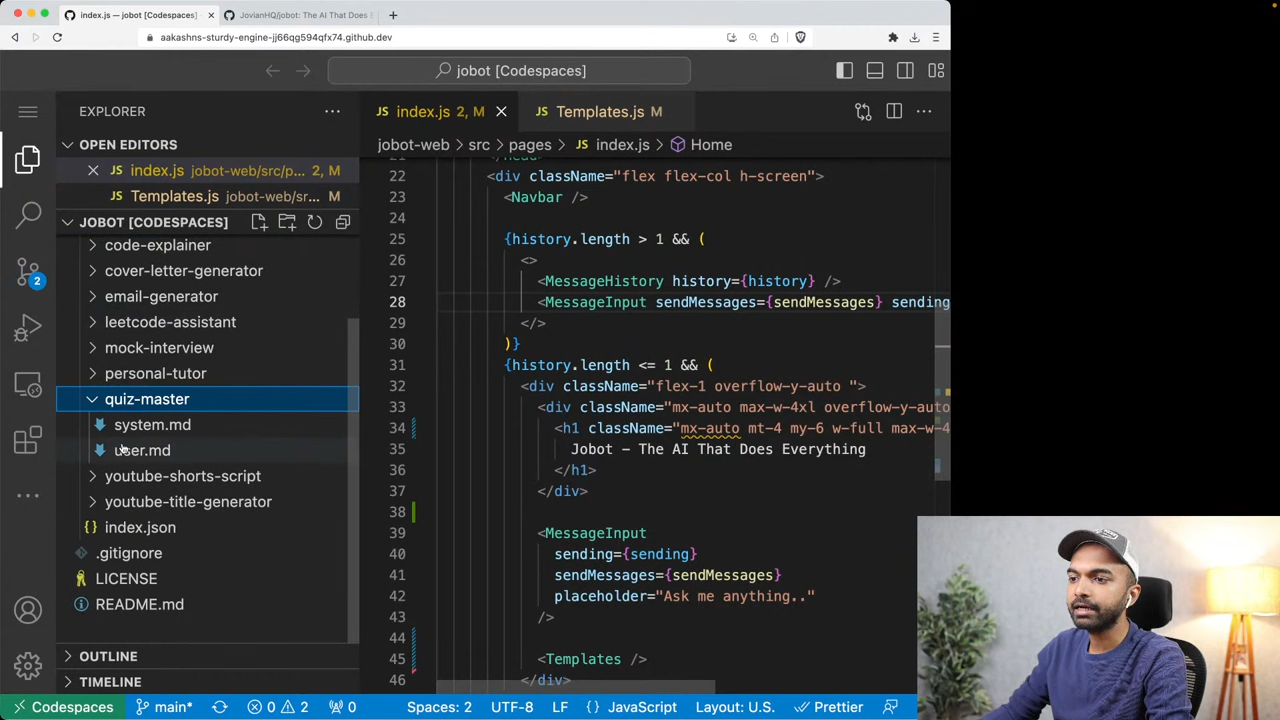 index.js — jobot [Codespaces]
JovianHQ/jobot: The AI That Does E
aakashns-sturdy-engine-jj66qg594qfx74.github.dev
jobot [Codespaces]
EXPLORER
index.js 2, M
Templates.js M
OPEN EDITORS
index.js jobot-web/src/p... 2, M
Templates.js jobot-web/sr... M
JOBOT [CODESPACES]
code-explainer
cover-letter-generator
email-generator
leetcode-assistant
mock-interview
personal-tutor
quiz-master
system.md
user.md
youtube-shorts-script
youtube-title-generator
{} index.json
.gitignore
LICENSE
README.md
OUTLINE
TIMELINE
2
jobot-web > src > pages > JS index.js > Home
22 <div className="flex flex-col h-screen">
23 <Navbar />
24
25 {history.length > 1 && (
26 <>
27 <MessageHistory history={history} />
28 <MessageInput sendMessages={sendMessages} sending
29 </>
30 )}
31 {history.length <= 1 && (
32 <div className="flex-1 overflow-y-auto ">
33 <div className="mx-auto max-w-4xl overflow-y-auto
34 <h1 className="mx-auto mt-4 my-6 w-full max-w-4
35 Jobot - The AI That Does Everything
36 </h1>
37 </div>
38
39 <MessageInput
40 sending={sending}
41 sendMessages={sendMessages}
42 placeholder="Ask me anything.."
43 />
44
45 <Templates />
46 </div>
Codespaces main* 0 2 0 Spaces: 2 UTF-8 LF { } JavaScript Layout: U.S. Prettier